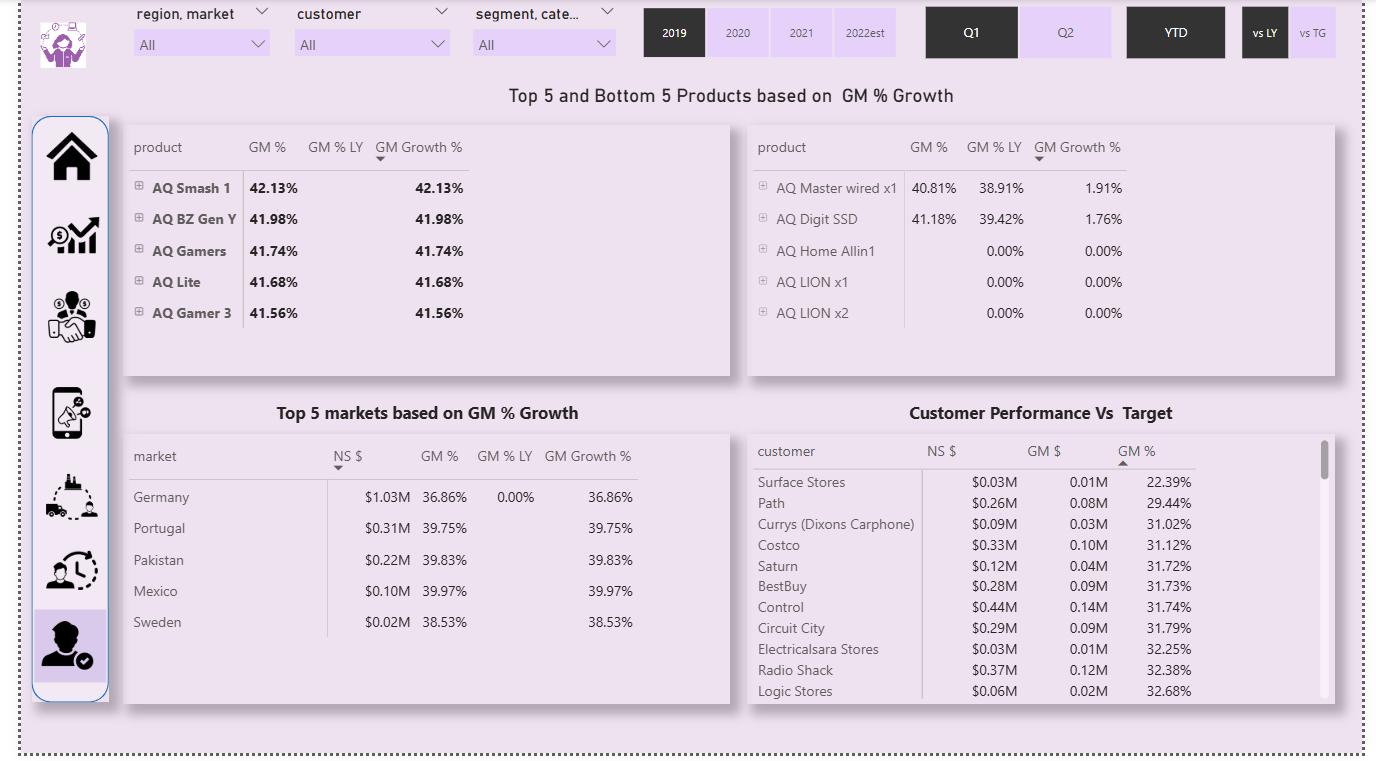 region, market customer segment, cate...
All All All
2019 2020 2021 2022est Q1 Q2 YTD vs LY vs TG
Top 5 and Bottom 5 Products based on GM % Growth
product GM % GM % LY GM Growth %
AQ Smash 1 42.13% 42.13%
AQ BZ Gen Y 41.98% 41.98%
AQ Gamers 41.74% 41.74%
AQ Lite 41.68% 41.68%
AQ Gamer 3 41.56% 41.56%
product GM % GM % LY GM Growth %
AQ Master wired x1 40.81% 38.91% 1.91%
AQ Digit SSD 41.18% 39.42% 1.76%
AQ Home Allin1 0.00% 0.00%
AQ LION x1 0.00% 0.00%
AQ LION x2 0.00% 0.00%
Top 5 markets based on GM % Growth
market NS $ GM % GM % LY GM Growth %
Germany $1.03M 36.86% 0.00% 36.86%
Portugal $0.31M 39.75% 39.75%
Pakistan $0.22M 39.83% 39.83%
Mexico $0.10M 39.97% 39.97%
Sweden $0.02M 38.53% 38.53%
Customer Performance Vs Target
customer NS $ GM $ GM %
Surface Stores $0.03M 0.01M 22.39%
Path $0.26M 0.08M 29.44%
Currys (Dixons Carphone) $0.09M 0.03M 31.02%
Costco $0.33M 0.10M 31.12%
Saturn $0.12M 0.04M 31.72%
BestBuy $0.28M 0.09M 31.73%
Control $0.44M 0.14M 31.74%
Circuit City $0.29M 0.09M 31.79%
Electricalsara Stores $0.03M 0.01M 32.25%
Radio Shack $0.37M 0.12M 32.38%
Logic Stores $0.06M 0.02M 32.68%